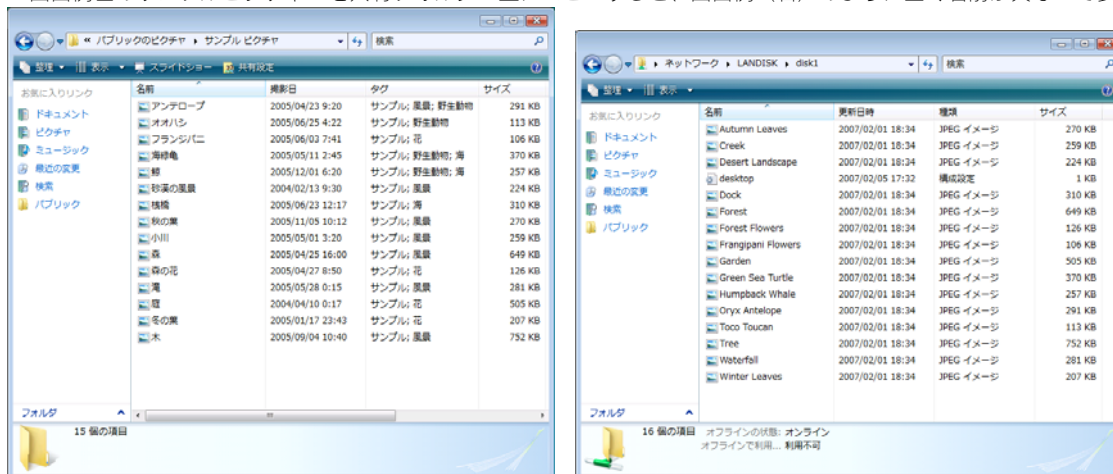 « パブリックのピクチャ ▸ サンプル ピクチャ
検索
整理 表示 スライドショー 共有設定
お気に入りリンク
ドキュメント
ピクチャ
ミュージック
最近の変更
検索
パブリック
名前 撮影日 タグ サイズ
アンテロープ 2005/04/23 9:20 サンプル; 風景; 野生動物 291 KB
オオハシ 2005/06/25 4:22 サンプル; 野生動物 113 KB
フランジパニ 2005/06/03 7:41 サンプル; 花 106 KB
海緑亀 2005/05/11 2:45 サンプル; 野生動物; 海 370 KB
鯨 2005/12/01 6:20 サンプル; 野生動物; 海 257 KB
砂漠の風景 2004/02/13 9:30 サンプル; 風景 224 KB
桟橋 2005/06/23 12:17 サンプル; 海 310 KB
秋の葉 2005/11/05 10:12 サンプル; 風景 270 KB
小川 2005/05/01 3:20 サンプル; 風景 259 KB
森 2005/04/25 16:00 サンプル; 風景 649 KB
森の花 2005/04/27 8:50 サンプル; 花 126 KB
滝 2005/05/28 0:15 サンプル; 風景 281 KB
庭 2004/04/10 0:17 サンプル; 花 505 KB
冬の葉 2005/01/17 23:43 サンプル; 花 207 KB
木 2005/09/04 10:40 サンプル; 風景 752 KB
フォルダ
15 個の項目
▸ ネットワーク ▸ LANDISK ▸ disk1
検索
整理 表示
お気に入りリンク
ドキュメント
ピクチャ
ミュージック
最近の変更
検索
パブリック
名前 更新日時 種類 サイズ
Autumn Leaves 2007/02/01 18:34 JPEG イメージ 270 KB
Creek 2007/02/01 18:34 JPEG イメージ 259 KB
Desert Landscape 2007/02/01 18:34 JPEG イメージ 224 KB
desktop 2007/02/05 17:32 構成設定 1 KB
Dock 2007/02/01 18:34 JPEG イメージ 310 KB
Forest 2007/02/01 18:34 JPEG イメージ 649 KB
Forest Flowers 2007/02/01 18:34 JPEG イメージ 126 KB
Frangipani Flowers 2007/02/01 18:34 JPEG イメージ 106 KB
Garden 2007/02/01 18:34 JPEG イメージ 505 KB
Green Sea Turtle 2007/02/01 18:34 JPEG イメージ 370 KB
Humpback Whale 2007/02/01 18:34 JPEG イメージ 257 KB
Oryx Antelope 2007/02/01 18:34 JPEG イメージ 291 KB
Toco Toucan 2007/02/01 18:34 JPEG イメージ 113 KB
Tree 2007/02/01 18:34 JPEG イメージ 752 KB
Waterfall 2007/02/01 18:34 JPEG イメージ 281 KB
Winter Leaves 2007/02/01 18:34 JPEG イメージ 207 KB
フォルダ
16 個の項目 オフラインの状態: オンライン
オフラインで利用... 利用不可